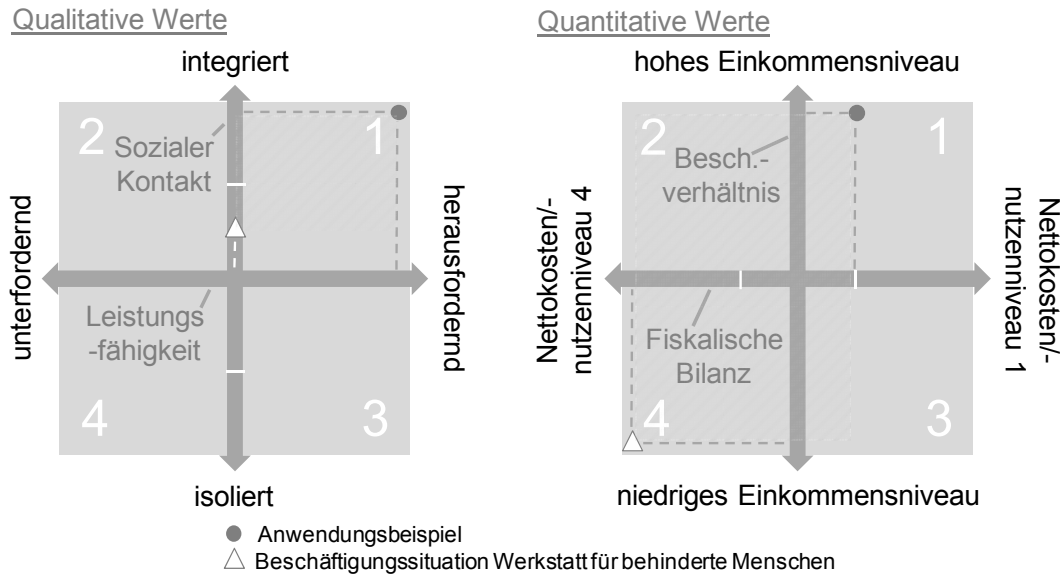 Qualitative Werte
integriert
2
1
Sozialer
Kontakt
unterfordernd
herausfordernd
Leistungs
-fähigkeit
4
3
isoliert
Quantitative Werte
hohes Einkommensniveau
2
1
Besch.-
verhältnis
Nettokosten/-
nutzenniveau 4
Nettokosten/-
nutzenniveau 1
Fiskalische
Bilanz
4
3
niedriges Einkommensniveau
Anwendungsbeispiel
Beschäftigungssituation Werkstatt für behinderte Menschen